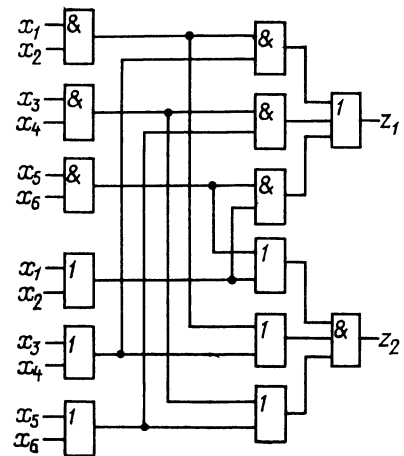 x₁ &
x₂
&
x₃ &
x₄
&
1 z₁
x₅ &
x₆
&
x₁ 1
x₂
1
x₃ 1
x₄
1
& z₂
x₅ 1
x₆
1